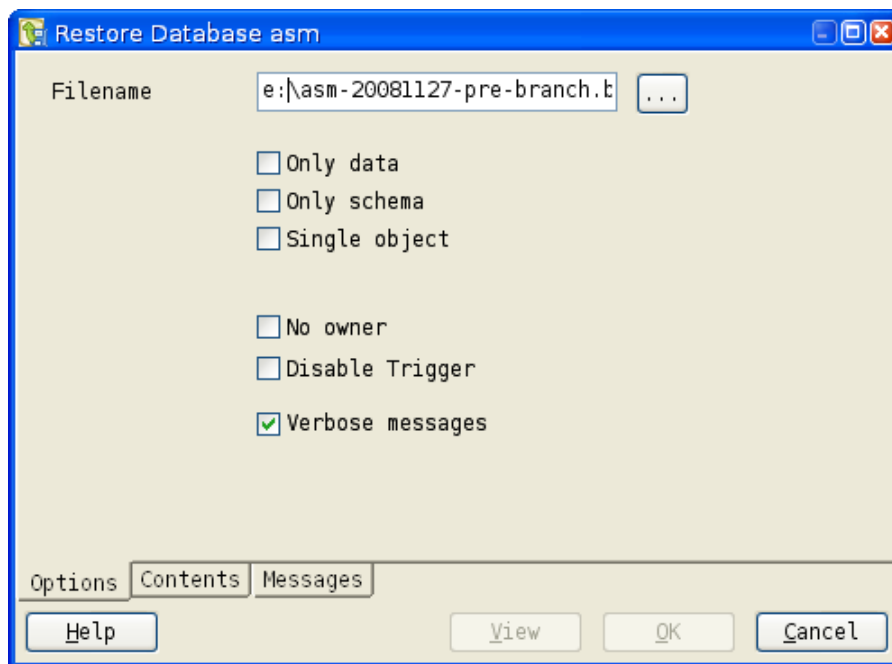 Restore Database asm
Filename
e:\asm-20081127-pre-branch.b
...
Only data
Only schema
Single object
No owner
Disable Trigger
Verbose messages
Options Contents Messages
Help View OK Cancel